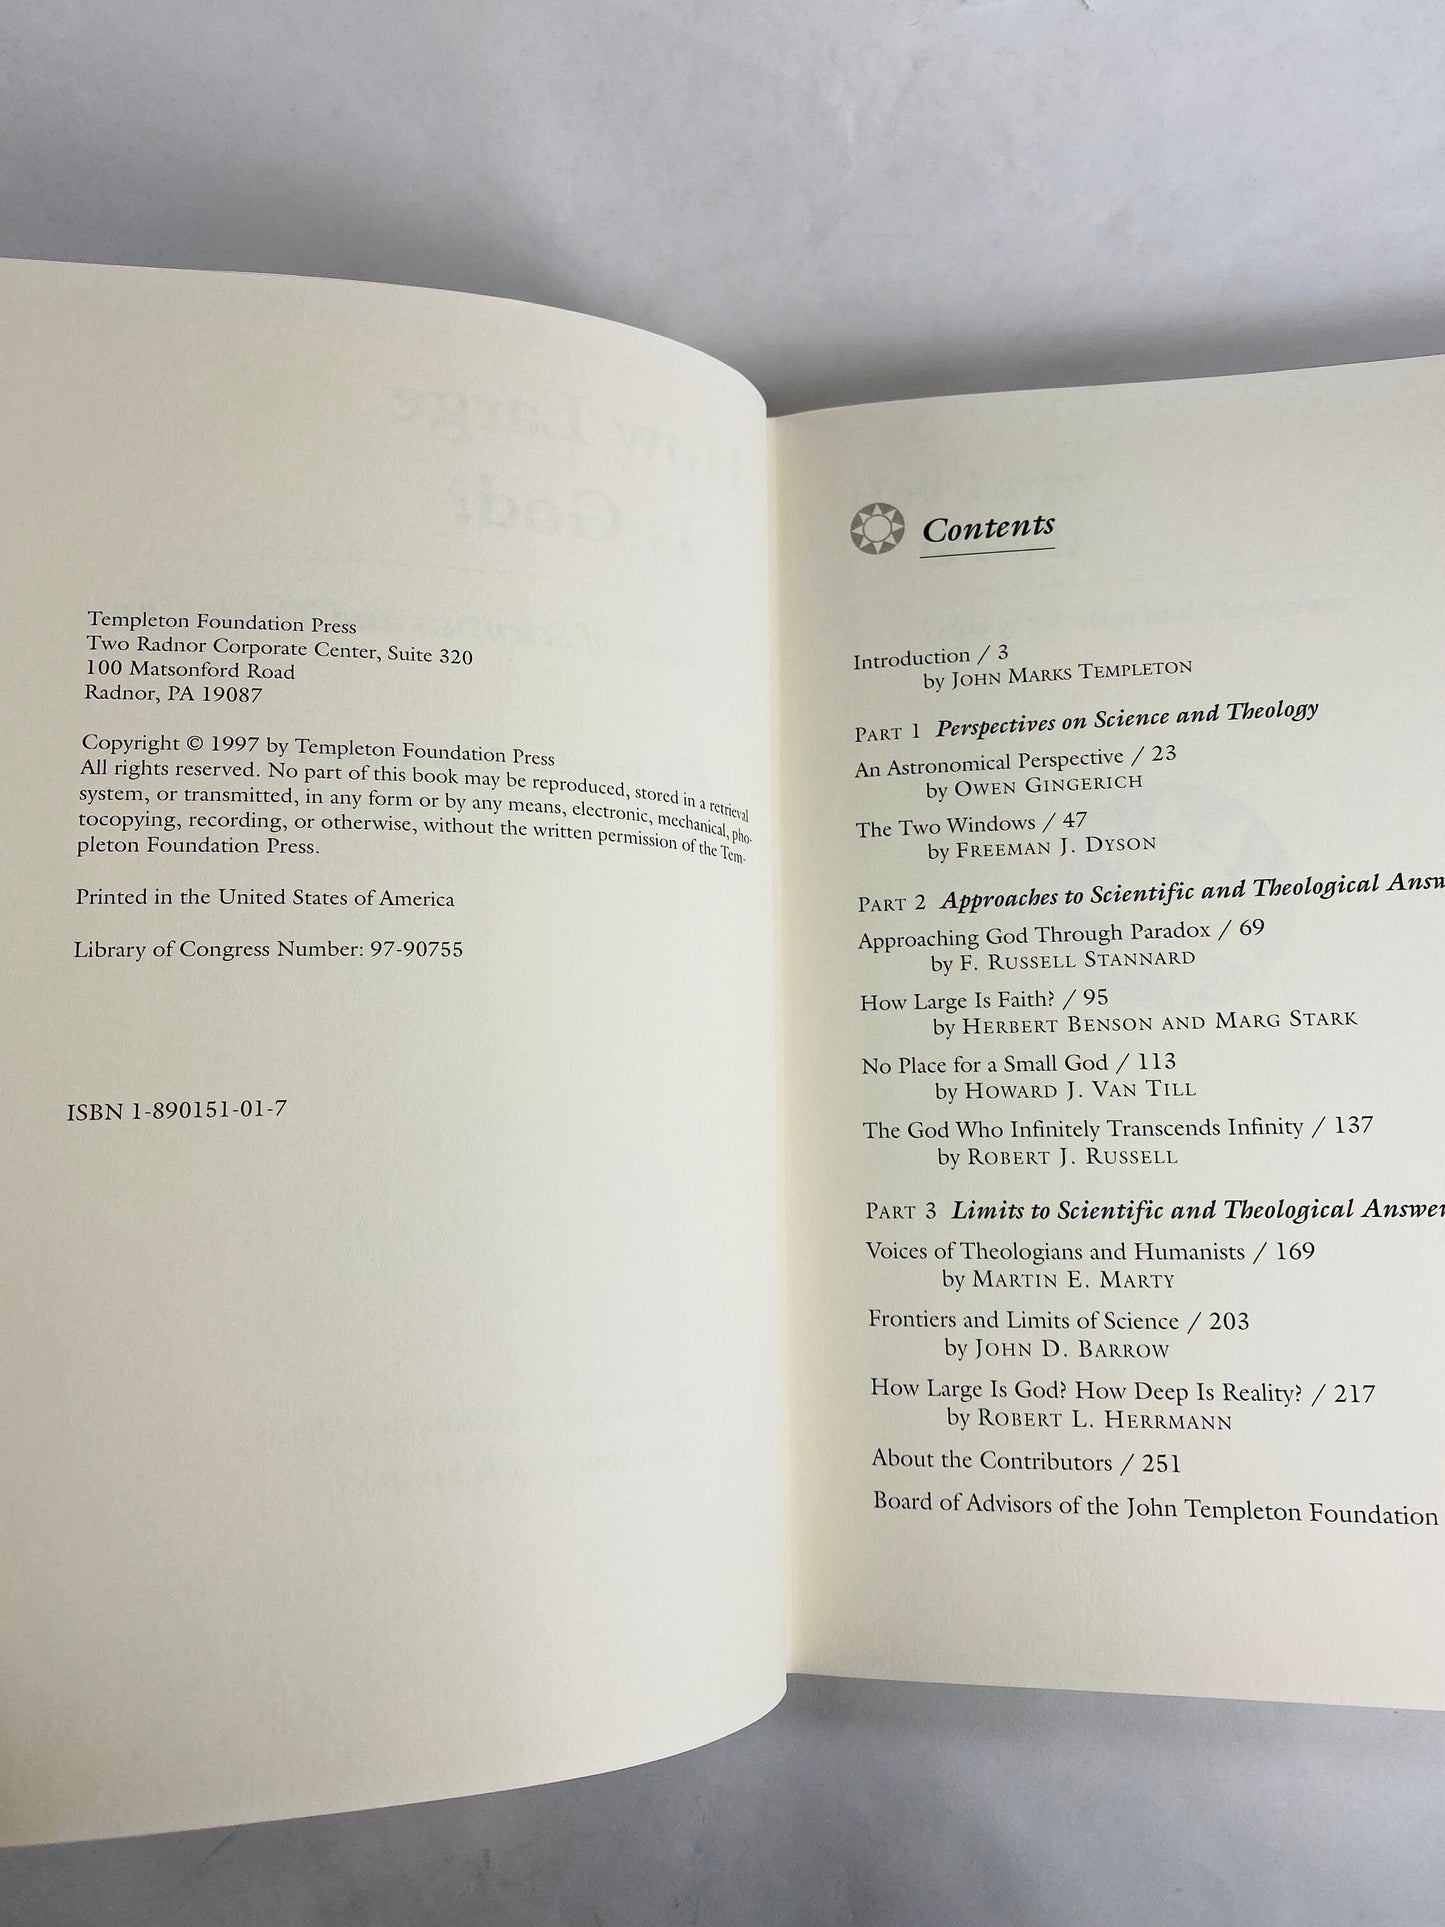 Templeton Foundation Press
Two Radnor Corporate Center, Suite 320
100 Matsonford Road
Radnor, PA 19087
Copyright © 1997 by Templeton Foundation Press
All rights reserved. No part of this book may be reproduced, stored in a retrieval
system, or transmitted, in any form or by any means, electronic, mechanical, pho-
tocopying, recording, or otherwise, without the written permission of the Tem-
pleton Foundation Press.
Printed in the United States of America
Library of Congress Number: 97-90755
ISBN 1-890151-01-7
Contents
Introduction / 3
by JOHN MARKS TEMPLETON
PART 1 Perspectives on Science and Theology
An Astronomical Perspective / 23
by OWEN GINGERICH
The Two Windows / 47
by FREEMAN J. DYSON
PART 2 Approaches to Scientific and Theological Answ
Approaching God Through Paradox / 69
by F. RUSSELL STANNARD
How Large Is Faith? / 95
by HERBERT BENSON AND MARG STARK
No Place for a Small God / 113
by HOWARD J. VAN TILL
The God Who Infinitely Transcends Infinity / 137
by ROBERT J. RUSSELL
PART 3 Limits to Scientific and Theological Answer
Voices of Theologians and Humanists / 169
by MARTIN E. MARTY
Frontiers and Limits of Science / 203
by JOHN D. BARROW
How Large Is God? How Deep Is Reality? / 217
by ROBERT L. HERRMANN
About the Contributors / 251
Board of Advisors of the John Templeton Foundation